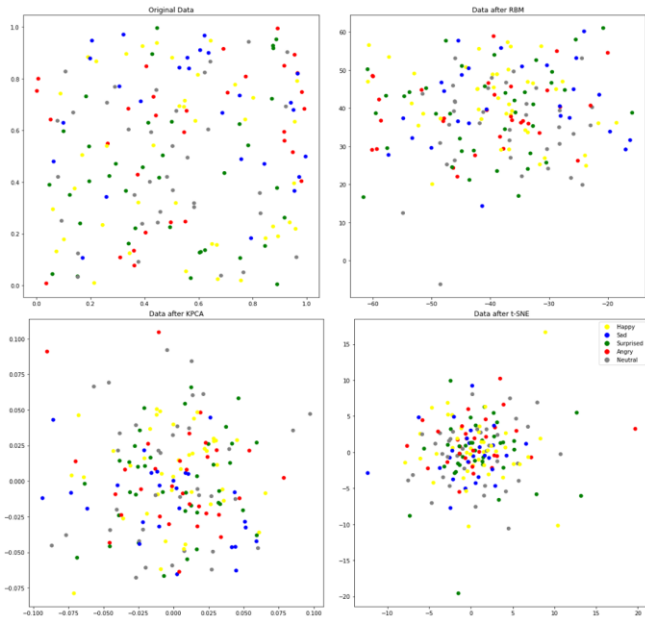 Original Data
1.0
0.8
0.6
0.4
0.2
0.0
0.0 0.2 0.4 0.6 0.8 1.0
Data after RBM
60
50
40
30
20
10
0
−60 −50 −40 −30 −20
Data after KPCA
0.100
0.075
0.050
0.025
0.000
−0.025
−0.050
−0.075
−0.100 −0.075 −0.050 −0.025 0.000 0.025 0.050 0.075 0.100
Data after t-SNE
Happy
Sad
Surprised
Angry
Neutral
15
10
5
0
−5
−10
−15
−20
−10 −5 0 5 10 15 20